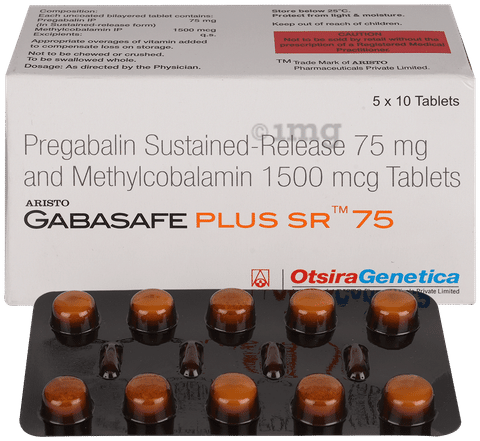 Composition:
Each uncoated bilayered tablet contains:
Pregabalin IP 75 mg
(In Sustained-release form)
Methylcobalamin IP 1500 mcg
Excipients: q.s.
Appropriate overages of vitamin added
to compensate loss on storage.
Not to be chewed or crushed.
To be swallowed whole.
Dosage: As directed by the Physician.
Store below 25°C.
Protect from light & moisture.
Keep out of reach of children.
CAUTION
Not to be sold by retail without the
prescription of a Registered Medical
Practitioner.
TM Trade Mark of ARISTO
Pharmaceuticals Private Limited.
5 x 10 Tablets
©1mg
Pregabalin Sustained-Release 75 mg
and Methylcobalamin 1500 mcg Tablets
ARISTO
GABASAFE PLUS SR™ 75
OtsiraGenetica
Private Limited